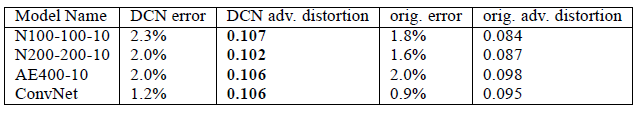 Model Name DCN error DCN adv. distortion orig. error orig. adv. distortion
N100-100-10 2.3% 0.107 1.8% 0.084
N200-200-10 2.0% 0.102 1.6% 0.087
AE400-10 2.0% 0.106 2.0% 0.098
ConvNet 1.2% 0.106 0.9% 0.095